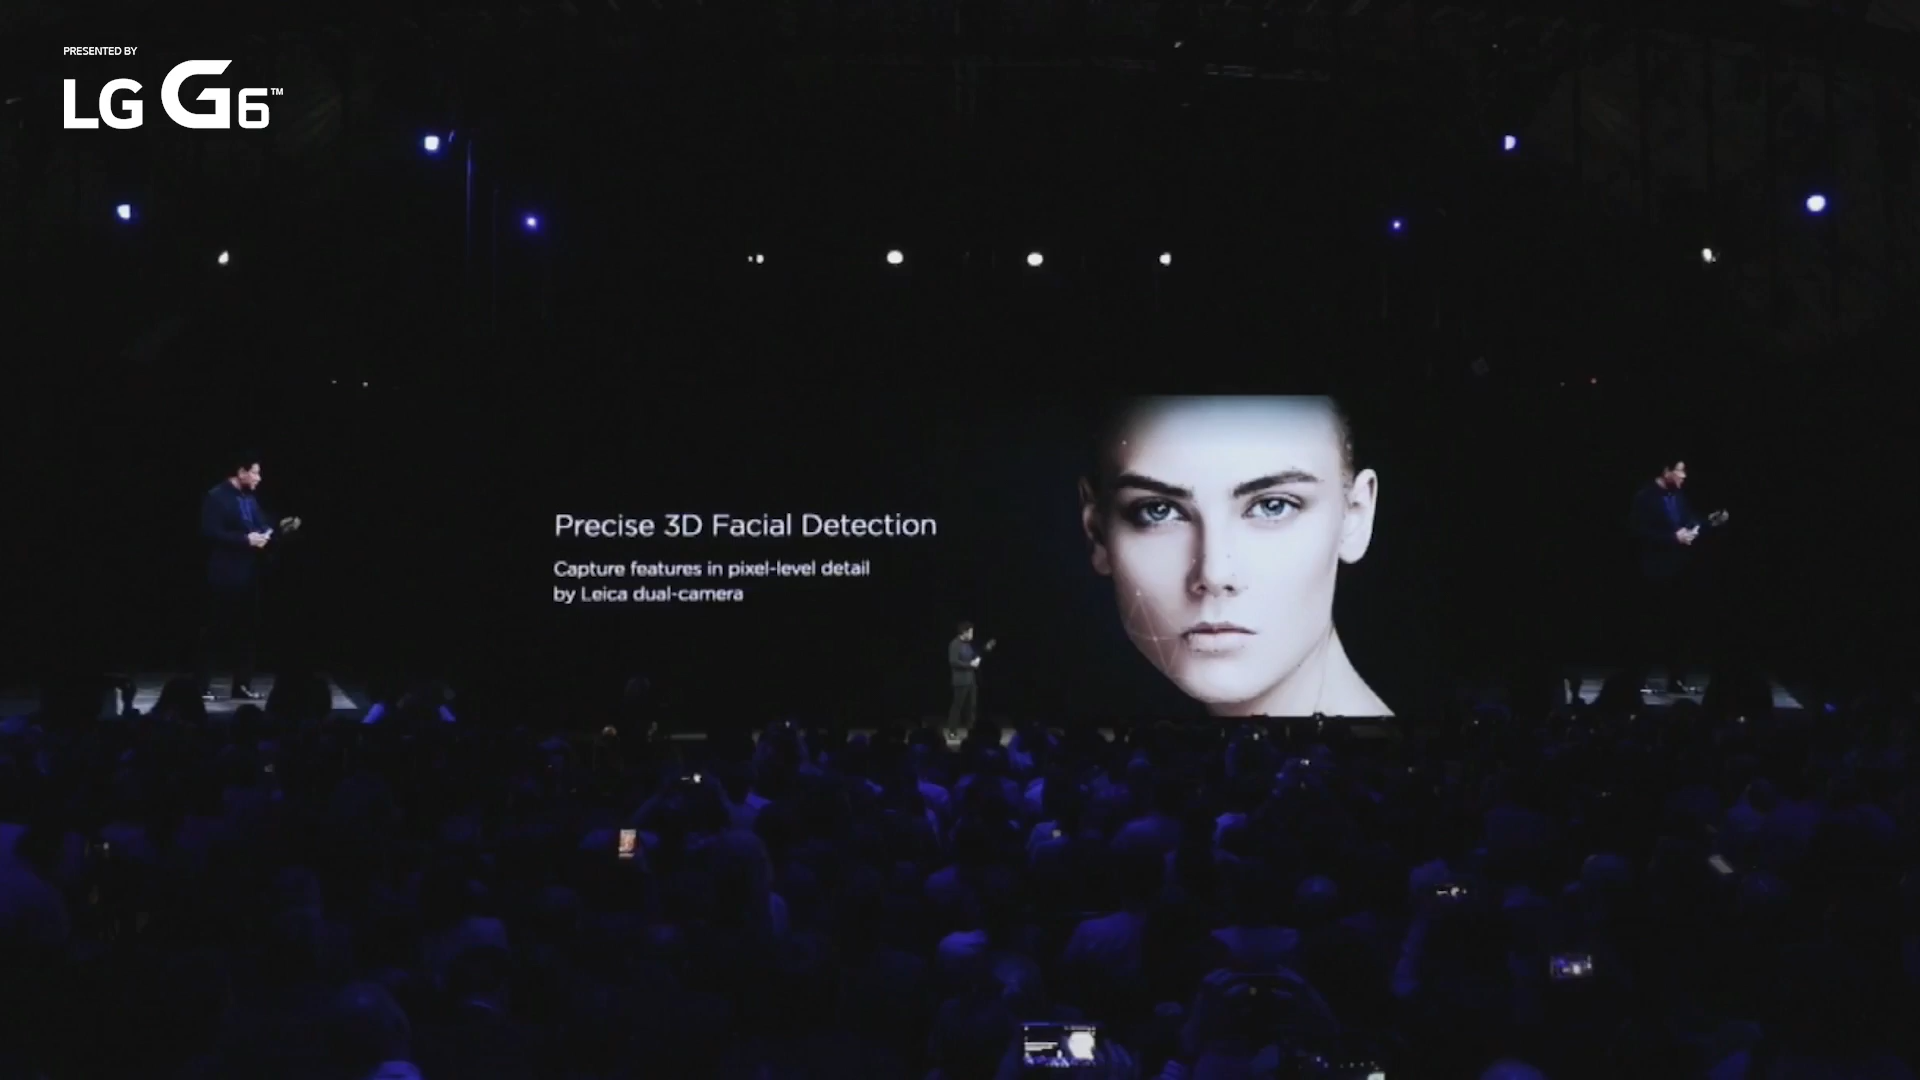 PRESENTED BY
LG G6™
Precise 3D Facial Detection
Capture features in pixel-level detail
by Leica dual-camera